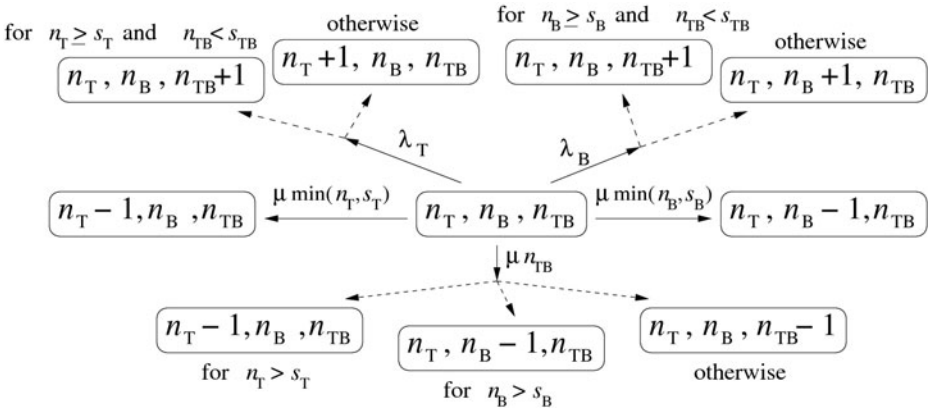 for n_T ≥ s_T and n_TB < s_TB
otherwise
for n_B ≥ s_B and n_TB < s_TB
otherwise
n_T , n_B , n_TB+1
n_T +1, n_B , n_TB
n_T , n_B , n_TB+1
n_T , n_B +1, n_TB
λ_T
λ_B
n_T − 1, n_B , n_TB
μ min(n_T, s_T)
n_T , n_B , n_TB
μ min(n_B, s_B)
n_T , n_B − 1, n_TB
μ n_TB
n_T − 1, n_B , n_TB
n_T , n_B − 1, n_TB
n_T , n_B , n_TB − 1
for n_T > s_T
for n_B > s_B
otherwise